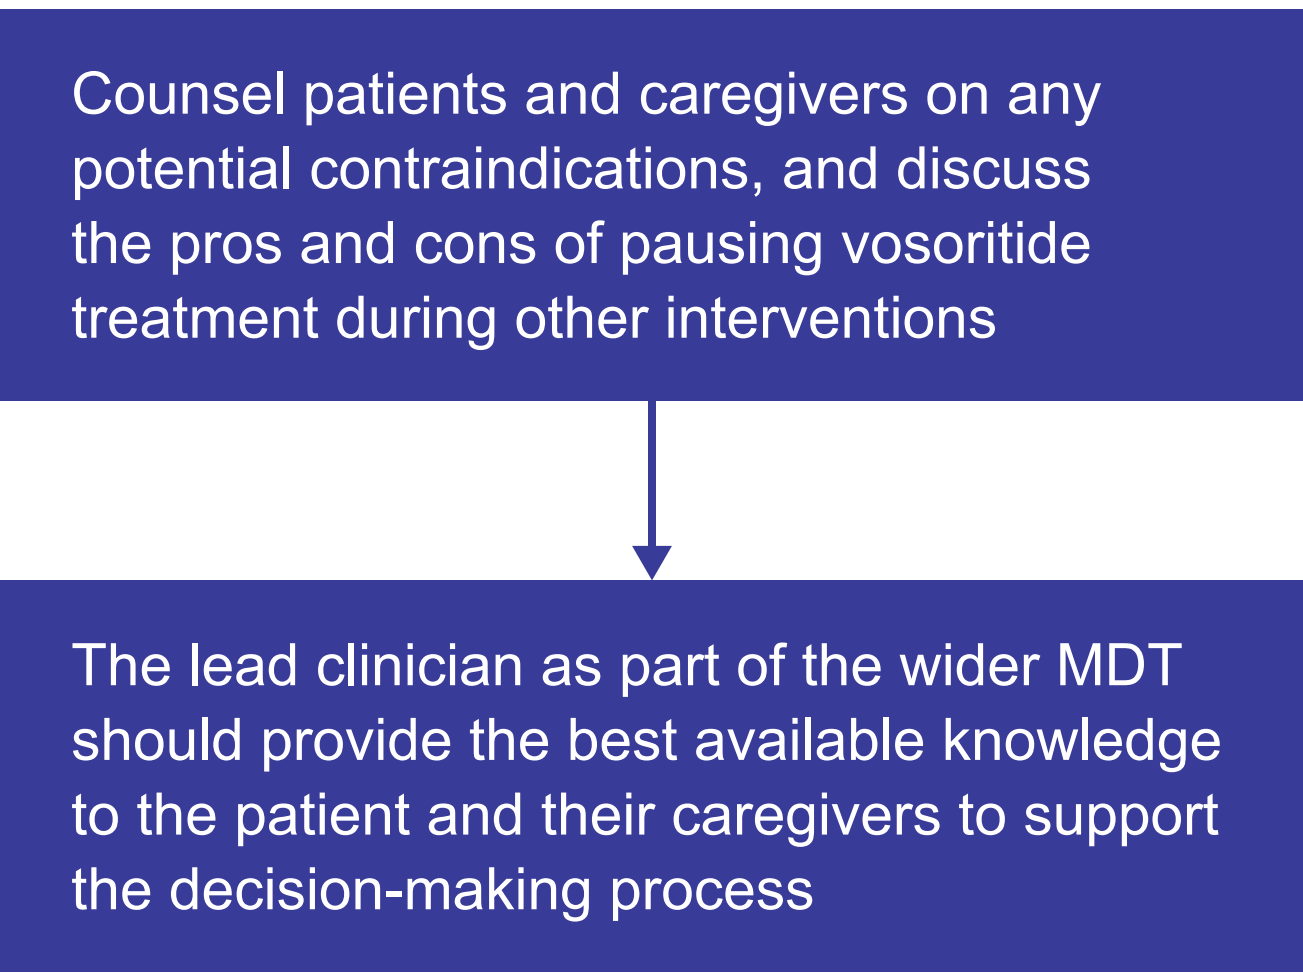 Counsel patients and caregivers on any
potential contraindications, and discuss
the pros and cons of pausing vosoritide
treatment during other interventions
The lead clinician as part of the wider MDT
should provide the best available knowledge
to the patient and their caregivers to support
the decision-making process